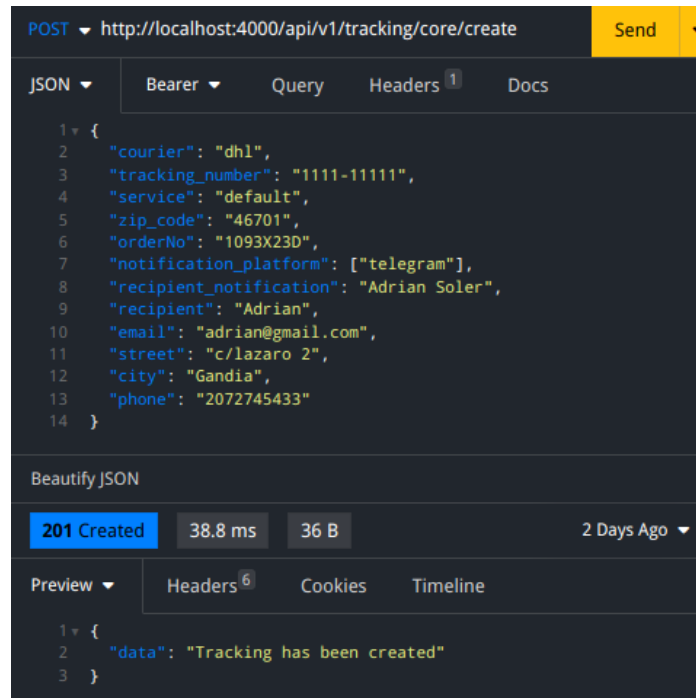 POST http://localhost:4000/api/v1/tracking/core/create Send
JSON Bearer Query Headers 1 Docs
1 {
2 "courier": "dhl",
3 "tracking_number": "1111-11111",
4 "service": "default",
5 "zip_code": "46701",
6 "orderNo": "1093X23D",
7 "notification_platform": ["telegram"],
8 "recipient_notification": "Adrian Soler",
9 "recipient": "Adrian",
10 "email": "adrian@gmail.com",
11 "street": "c/lazaro 2",
12 "city": "Gandia",
13 "phone": "2072745433"
14 }
Beautify JSON
201 Created 38.8 ms 36 B 2 Days Ago
Preview Headers 6 Cookies Timeline
1 {
2 "data": "Tracking has been created"
3 }